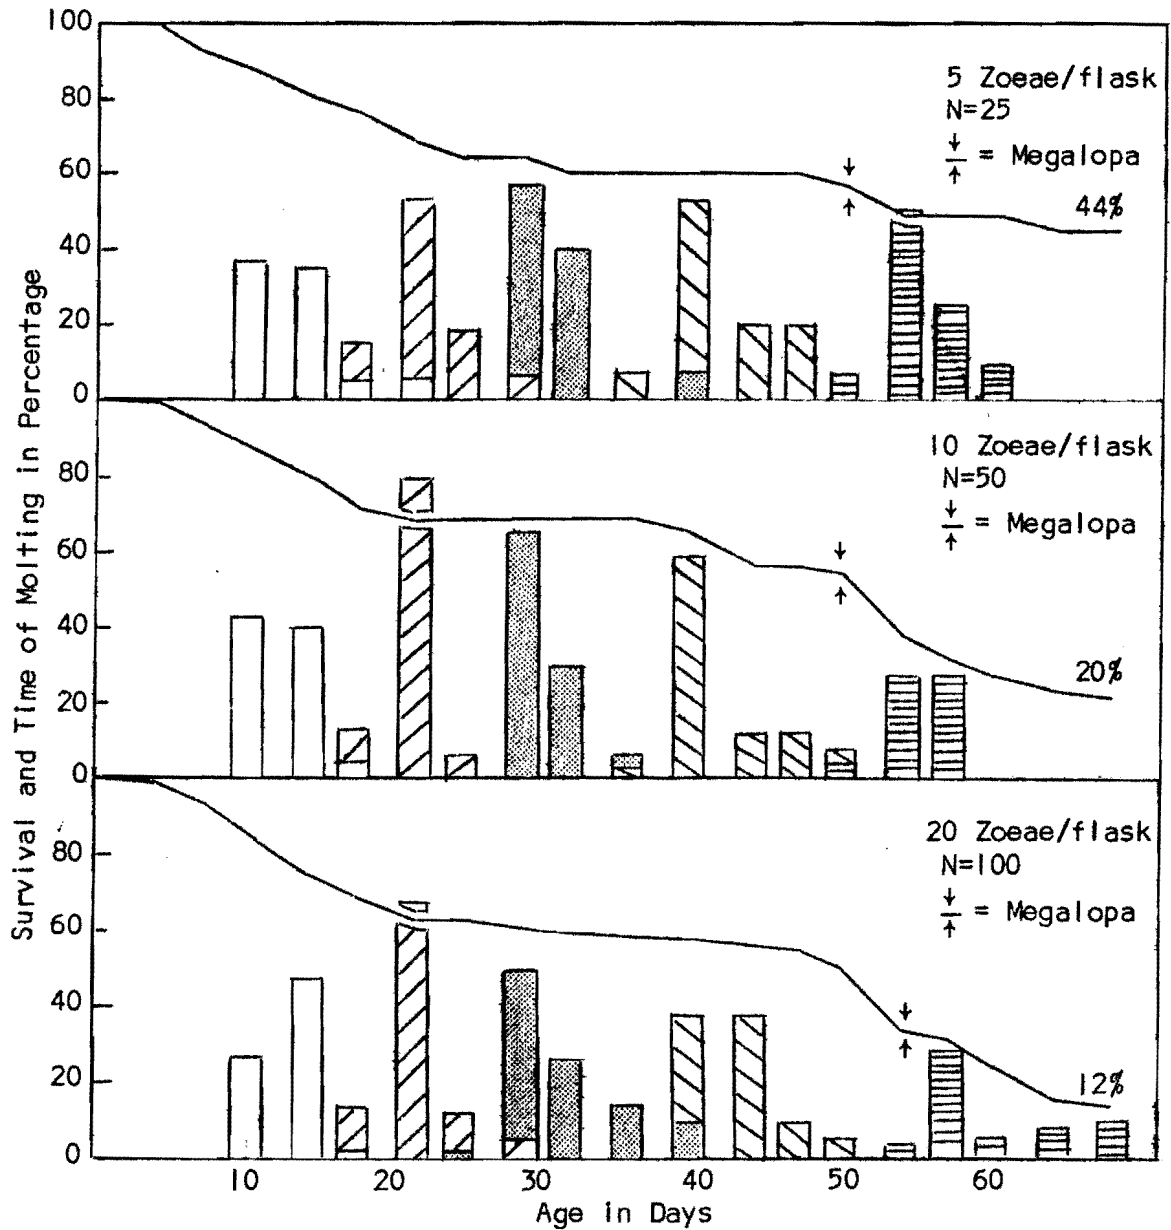 Survival and Time of Molting in Percentage
100
80
60
40
20
0
5 Zoeae/flask
N=25
↓
↑ = Megalopa
44%
80
60
40
20
0
10 Zoeae/flask
N=50
↓
↑ = Megalopa
20%
80
60
40
20
0
20 Zoeae/flask
N=100
↓
↑ = Megalopa
12%
10 20 30 40 50 60
Age in Days